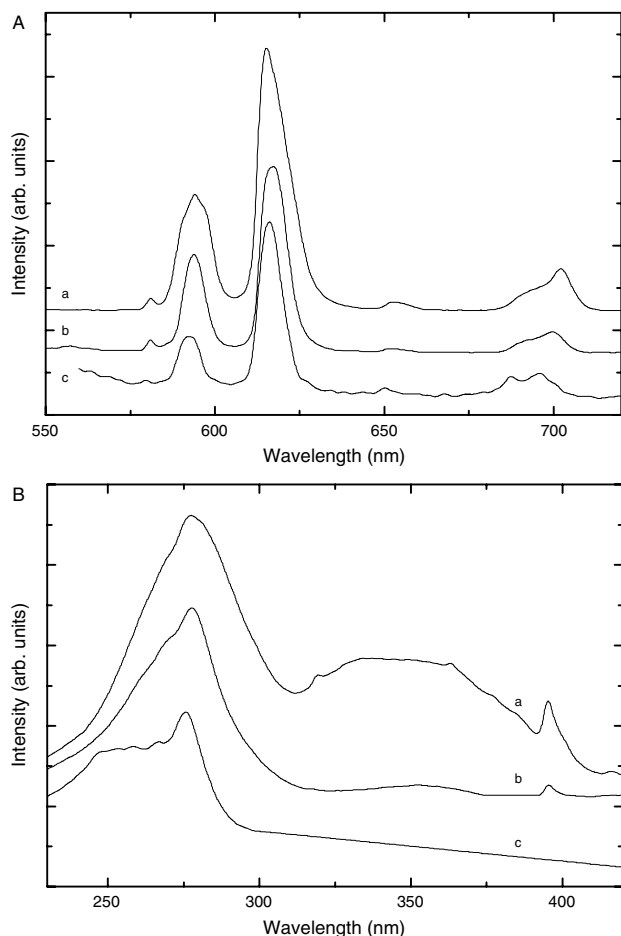 A
Intensity (arb. units)
a
b
c
550
600
650
700
Wavelength (nm)
B
Intensity (arb. units)
a
b
c
250
300
350
400
Wavelength (nm)